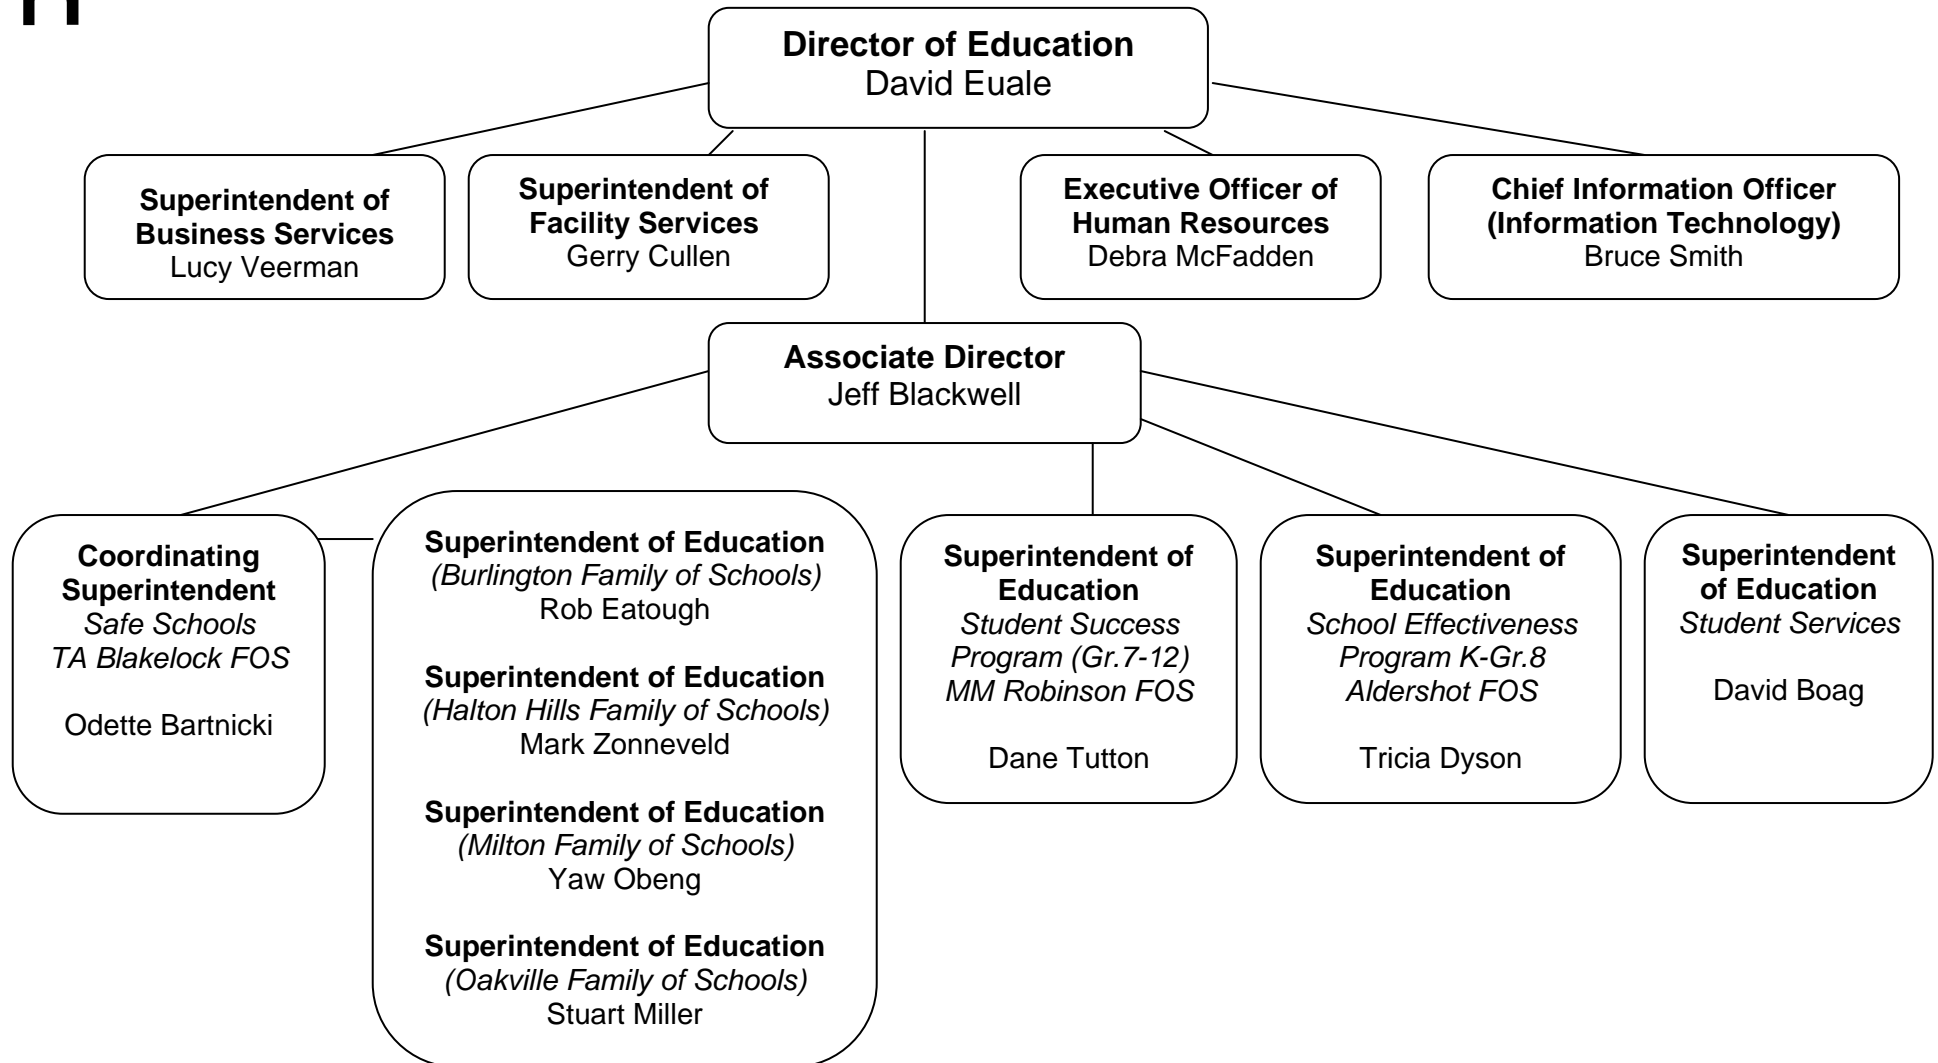 Director of Education
David Euale
Superintendent of
Business Services
Lucy Veerman
Superintendent of
Facility Services
Gerry Cullen
Executive Officer of
Human Resources
Debra McFadden
Chief Information Officer
(Information Technology)
Bruce Smith
Associate Director
Jeff Blackwell
Coordinating
Superintendent
Safe Schools
TA Blakelock FOS
Odette Bartnicki
Superintendent of Education
(Burlington Family of Schools)
Rob Eatough
Superintendent of Education
(Halton Hills Family of Schools)
Mark Zonneveld
Superintendent of Education
(Milton Family of Schools)
Yaw Obeng
Superintendent of Education
(Oakville Family of Schools)
Stuart Miller
Superintendent of
Education
Student Success
Program (Gr.7-12)
MM Robinson FOS
Dane Tutton
Superintendent of
Education
School Effectiveness
Program K-Gr.8
Aldershot FOS
Tricia Dyson
Superintendent
of Education
Student Services
David Boag